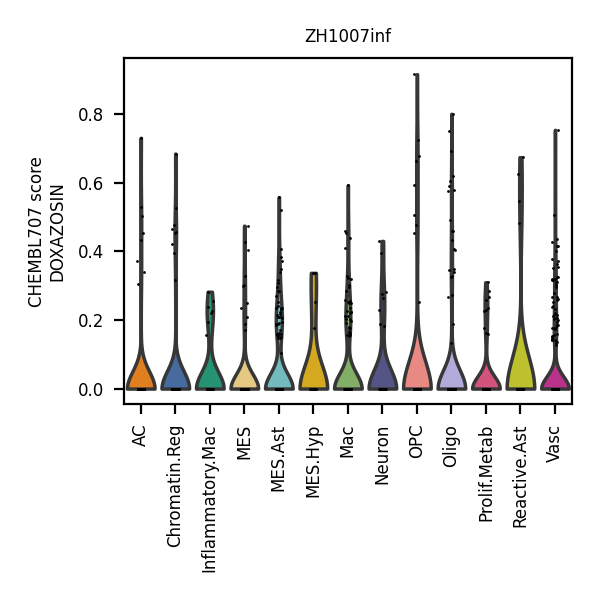 ZH1007inf
CHEMBL707 score
DOXAZOSIN
0.8
0.6
0.4
0.2
0.0
AC
Chromatin.Reg
Inflammatory.Mac
MES
MES.Ast
MES.Hyp
Mac
Neuron
OPC
Oligo
Prolif.Metab
Reactive.Ast
Vasc